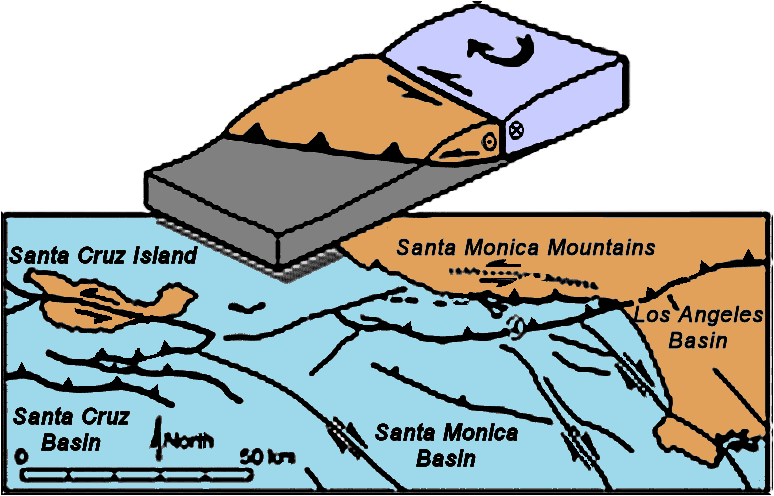 Santa Cruz Island
Santa Monica Mountains
Los Angeles
Basin
Santa Cruz
Basin
North
Santa Monica
Basin
0
50 km